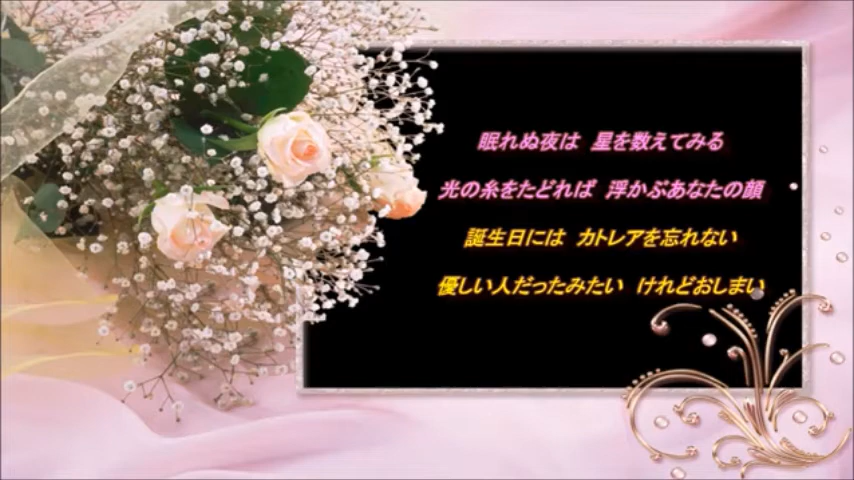 眠れぬ夜は　星を数えてみる
光の糸をたどれば　浮かぶあなたの顔
誕生日には　カトレアを忘れない
優しい人だったみたい　けれどおしまい